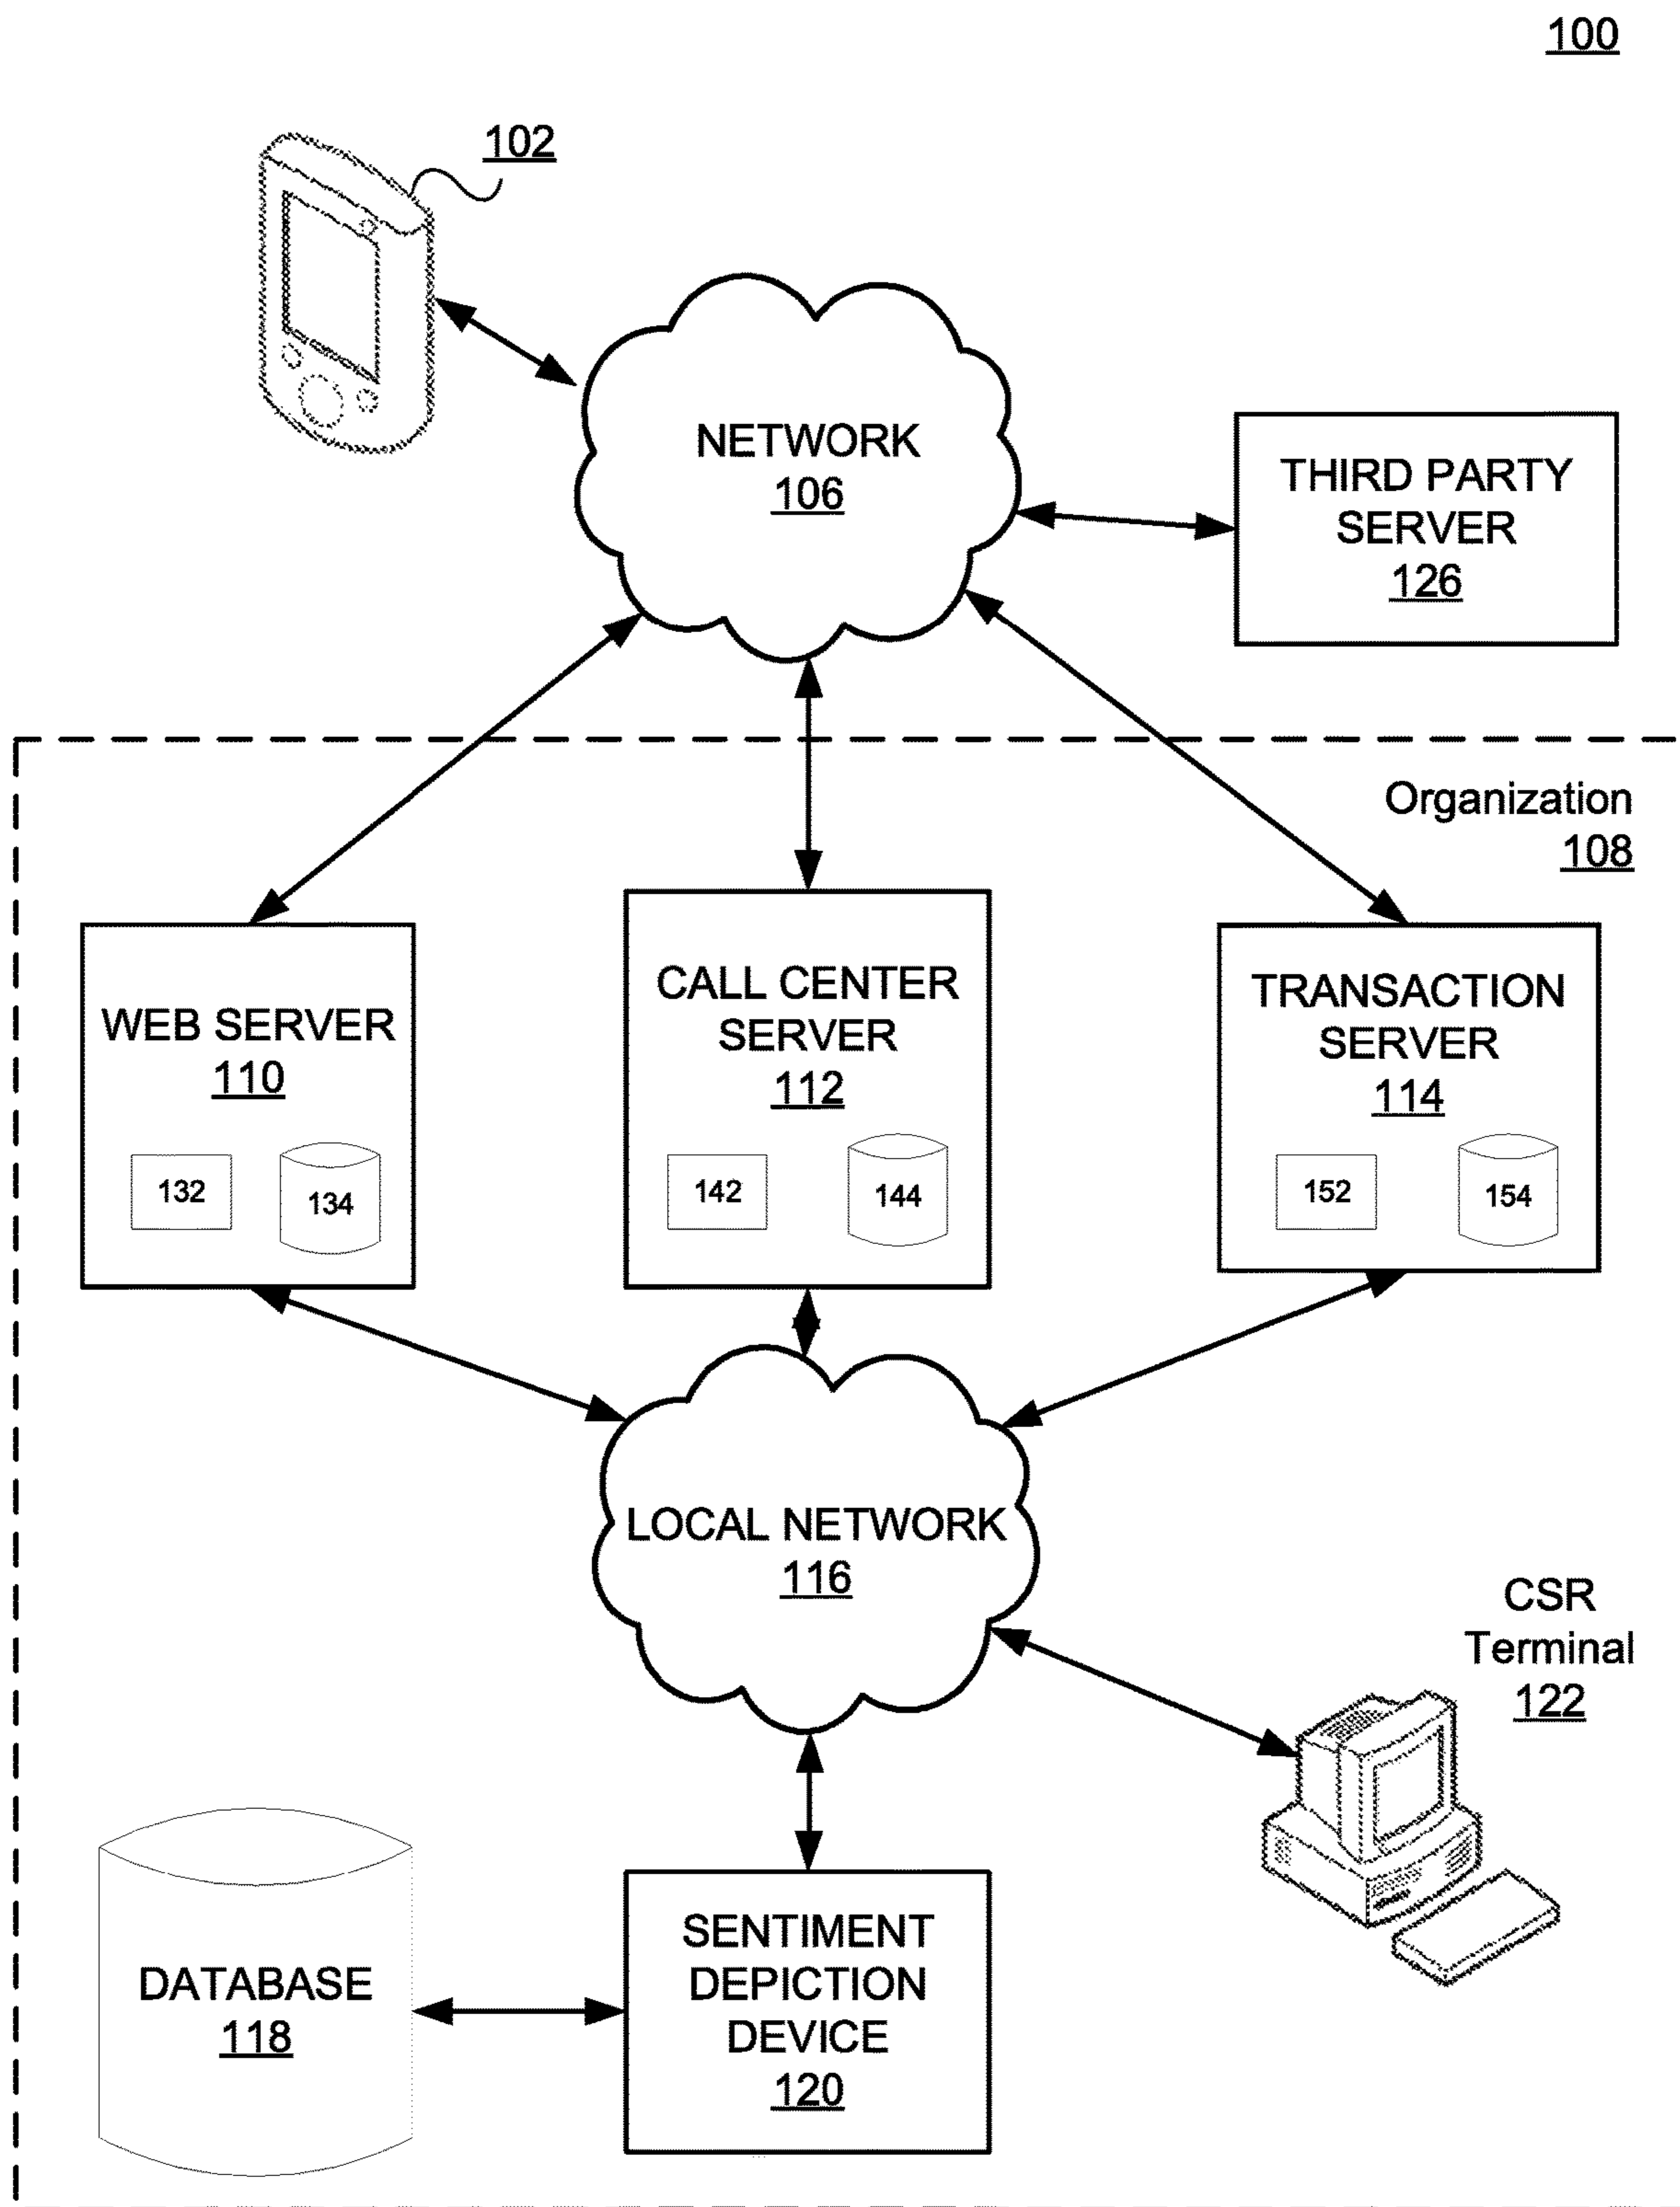 100
102
NETWORK
106
THIRD PARTY
SERVER
126
Organization
108
WEB SERVER
110
132
134
CALL CENTER
SERVER
112
142
144
TRANSACTION
SERVER
114
152
154
LOCAL NETWORK
116
CSR
Terminal
122
DATABASE
118
SENTIMENT
DEPICTION
DEVICE
120